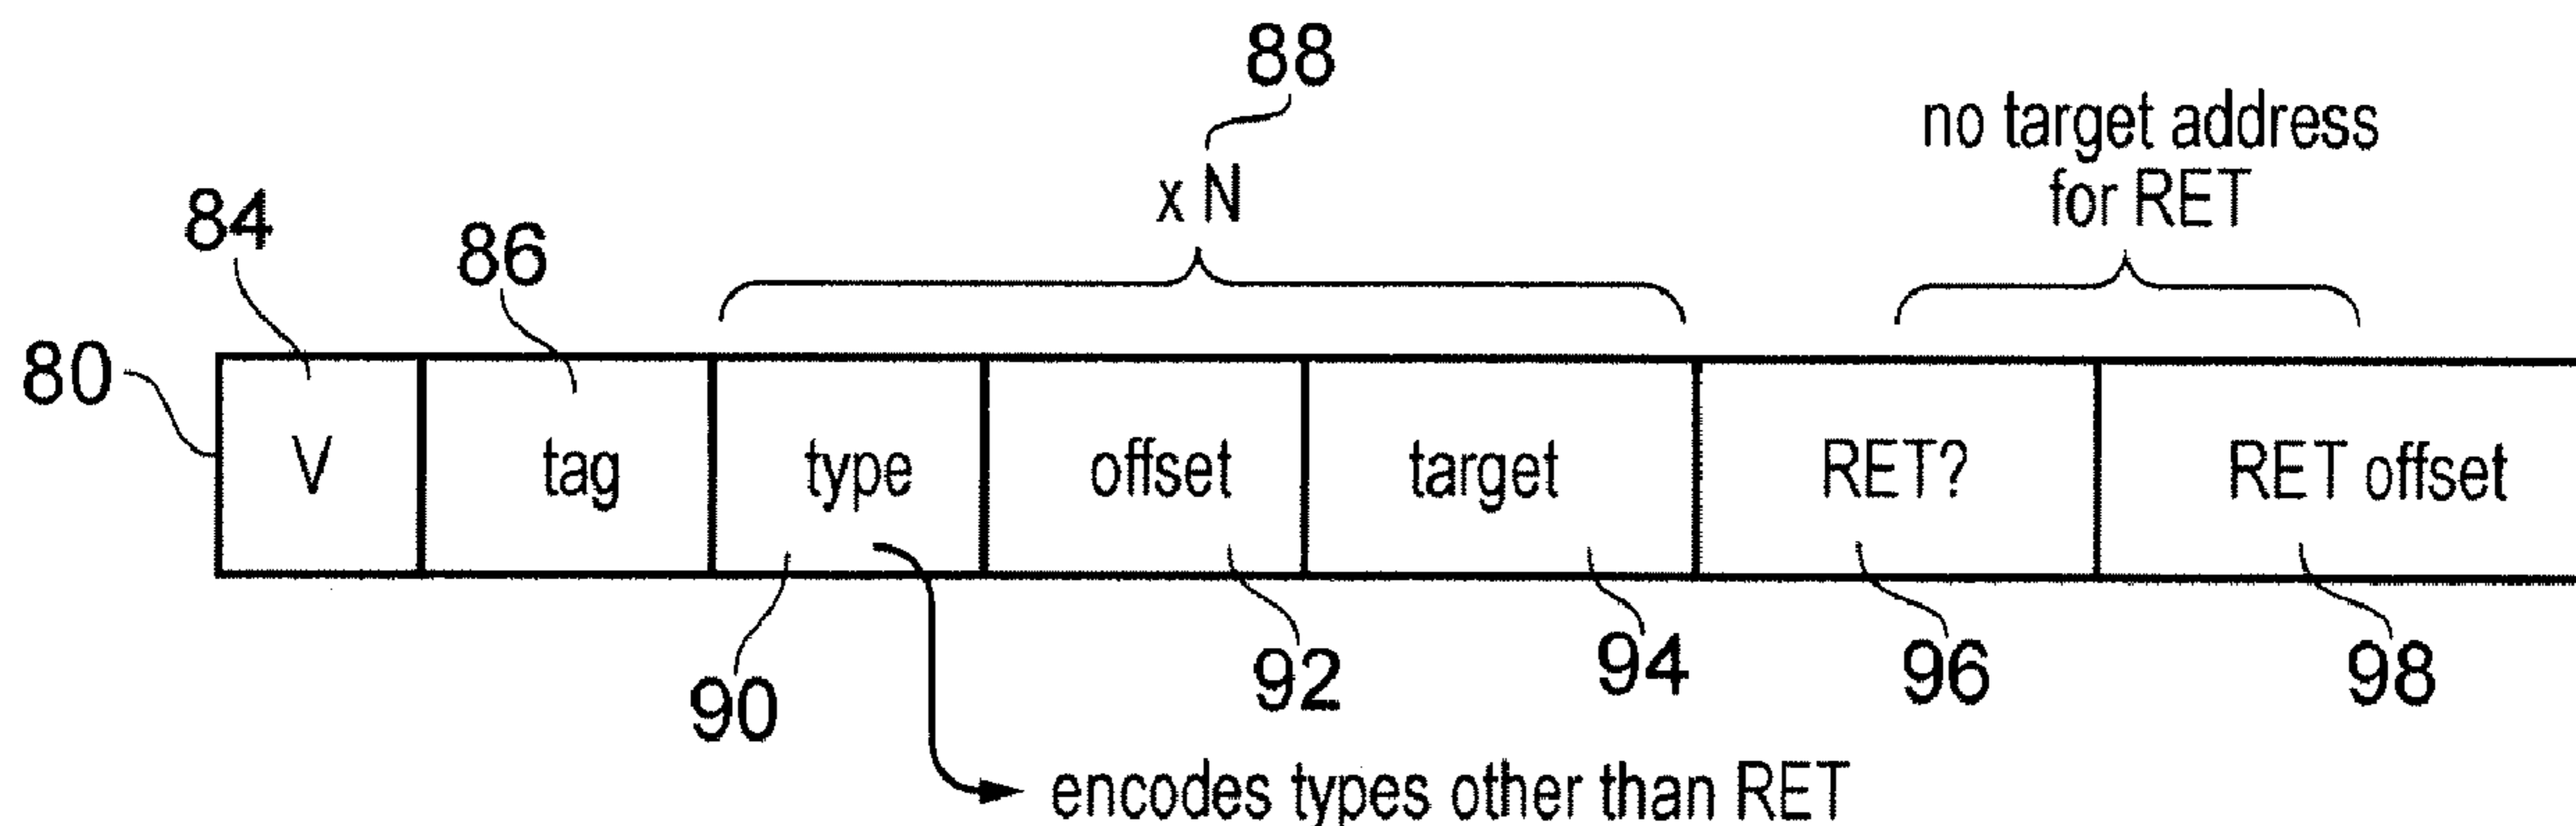 88
x N
no target address
for RET
84
86
80
V tag type offset target RET? RET offset
90 92 94 96 98
encodes types other than RET